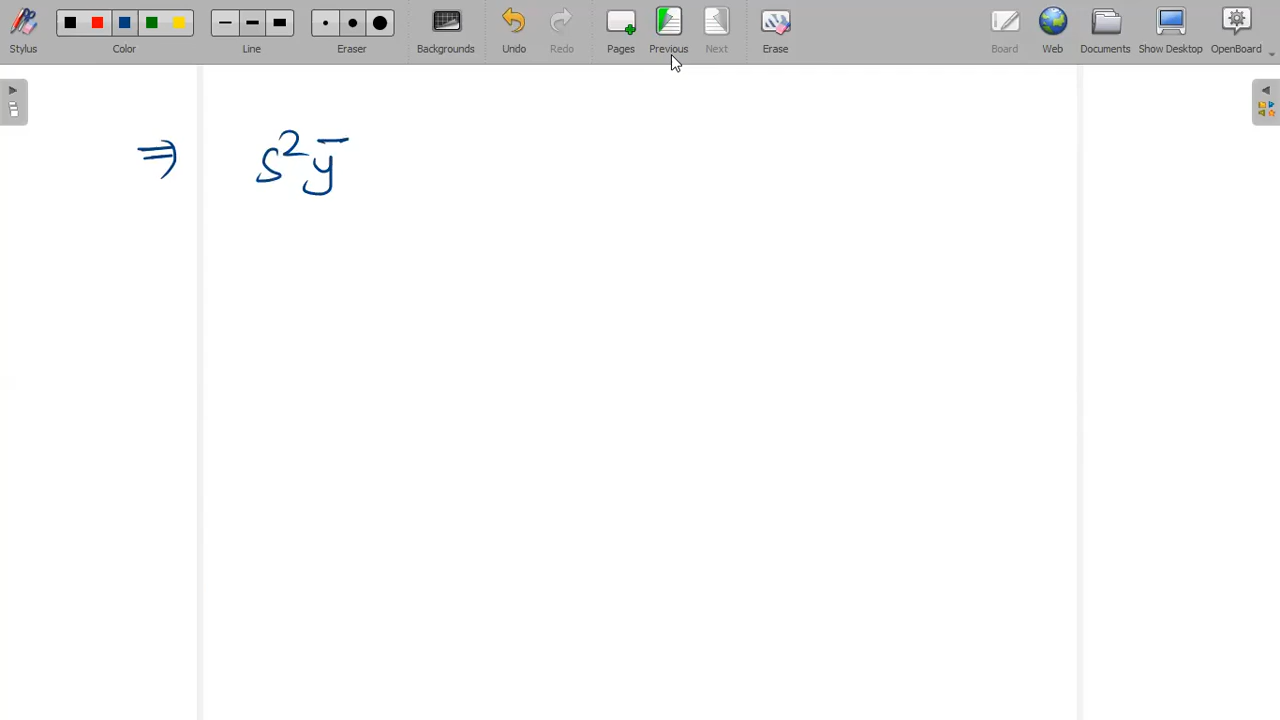 Stylus Color Line Eraser Backgrounds Undo Redo Pages Previous Next Erase Board Web Documents Show Desktop OpenBoard
⇒ s²ȳ